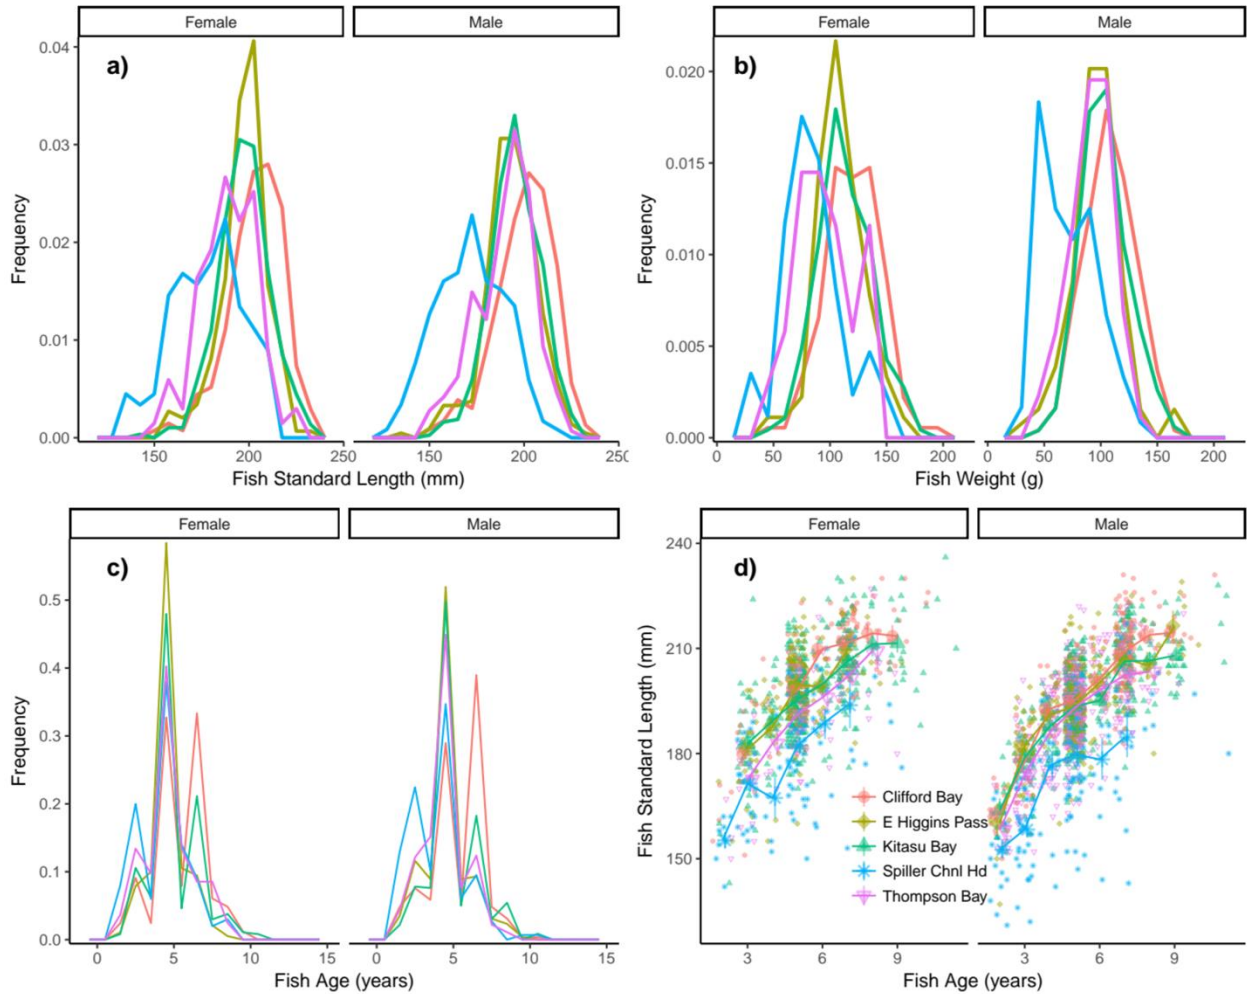 Female Male
a)
0.04
0.03
0.02
0.01
0.00
Frequency
150 200 250 150 200 250
Fish Standard Length (mm)
Female Male
b)
0.020
0.015
0.010
0.005
0.000
Frequency
0 50 100 150 200 0 50 100 150 200
Fish Weight (g)
Female Male
c)
0.5
0.4
0.3
0.2
0.1
0.0
Frequency
0 5 10 15 0 5 10 15
Fish Age (years)
Female Male
d)
240
210
180
150
Fish Standard Length (mm)
Clifford Bay
E Higgins Pass
Kitasu Bay
Spiller Chnl Hd
Thompson Bay
3 6 9 3 6 9
Fish Age (years)